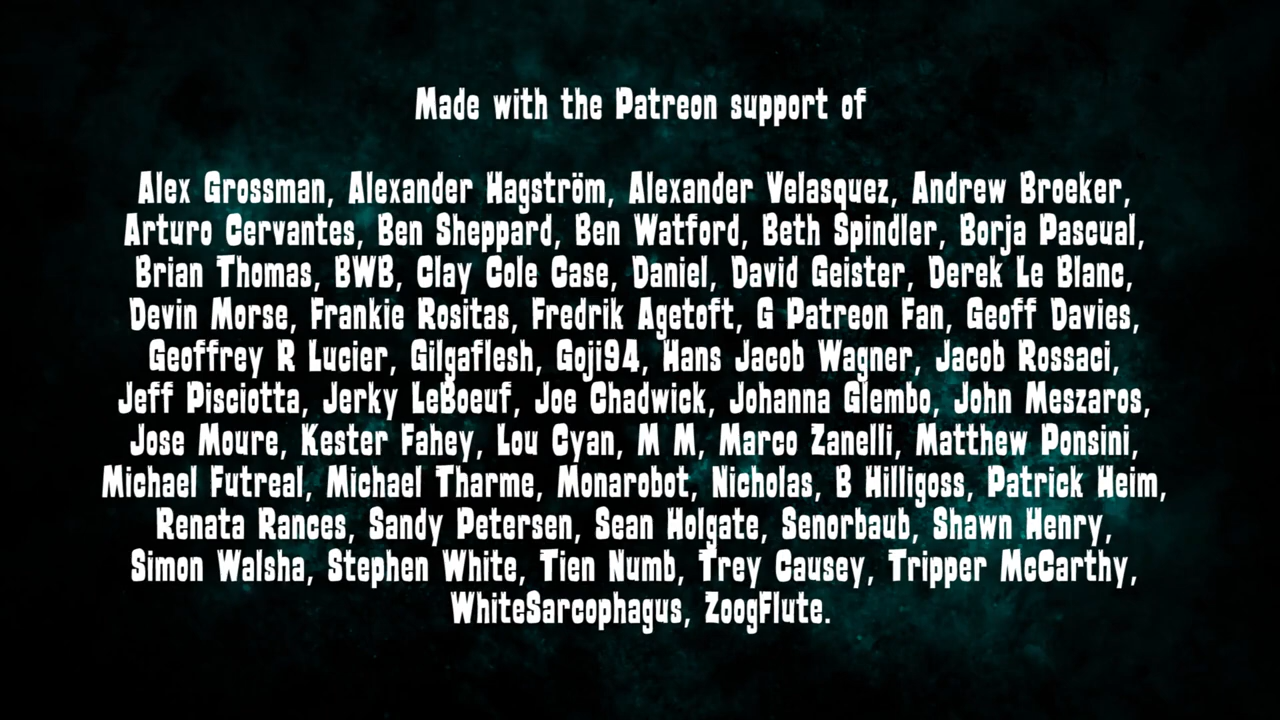 Made with the Patreon support of
Alex Grossman, Alexander Hagström, Alexander Velasquez, Andrew Broeker,
Arturo Cervantes, Ben Sheppard, Ben Watford, Beth Spindler, Borja Pascual,
Brian Thomas, BWB, Clay Cole Case, Daniel, David Geister, Derek Le Blanc,
Devin Morse, Frankie Rositas, Fredrik Agetoft, G Patreon Fan, Geoff Davies,
Geoffrey R Lucier, Gilgaflesh, Goji94, Hans Jacob Wagner, Jacob Rossaci,
Jeff Pisciotta, Jerky LeBoeuf, Joe Chadwick, Johanna Glembo, John Meszaros,
Jose Moure, Kester Fahey, Lou Cyan, M M, Marco Zanelli, Matthew Ponsini,
Michael Futreal, Michael Tharme, Monarobot, Nicholas, B Hilligoss, Patrick Heim,
Renata Rances, Sandy Petersen, Sean Holgate, Senorbaub, Shawn Henry,
Simon Walsha, Stephen White, Tien Numb, Trey Causey, Tripper McCarthy,
WhiteSarcophagus, ZoogFlute.